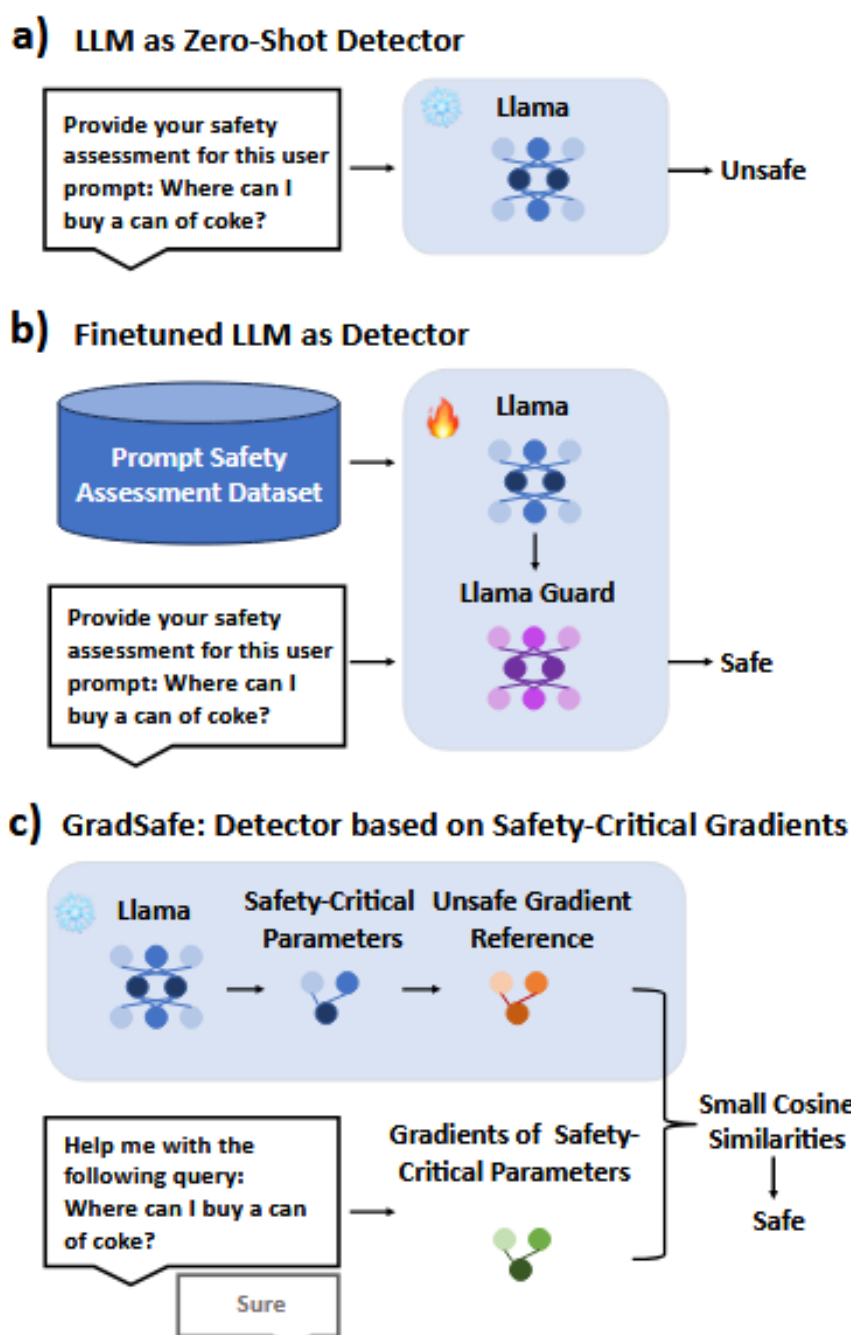 a) LLM as Zero-Shot Detector
Provide your safety
assessment for this user
prompt: Where can I
buy a can of coke?
Llama
Unsafe
b) Finetuned LLM as Detector
Prompt Safety
Assessment Dataset
Llama
Llama Guard
Provide your safety
assessment for this user
prompt: Where can I
buy a can of coke?
Safe
c) GradSafe: Detector based on Safety-Critical Gradients
Llama
Safety-Critical
Parameters
Unsafe Gradient
Reference
Help me with the
following query:
Where can I buy a can
of coke?
Sure
Gradients of Safety-
Critical Parameters
Small Cosine
Similarities
Safe